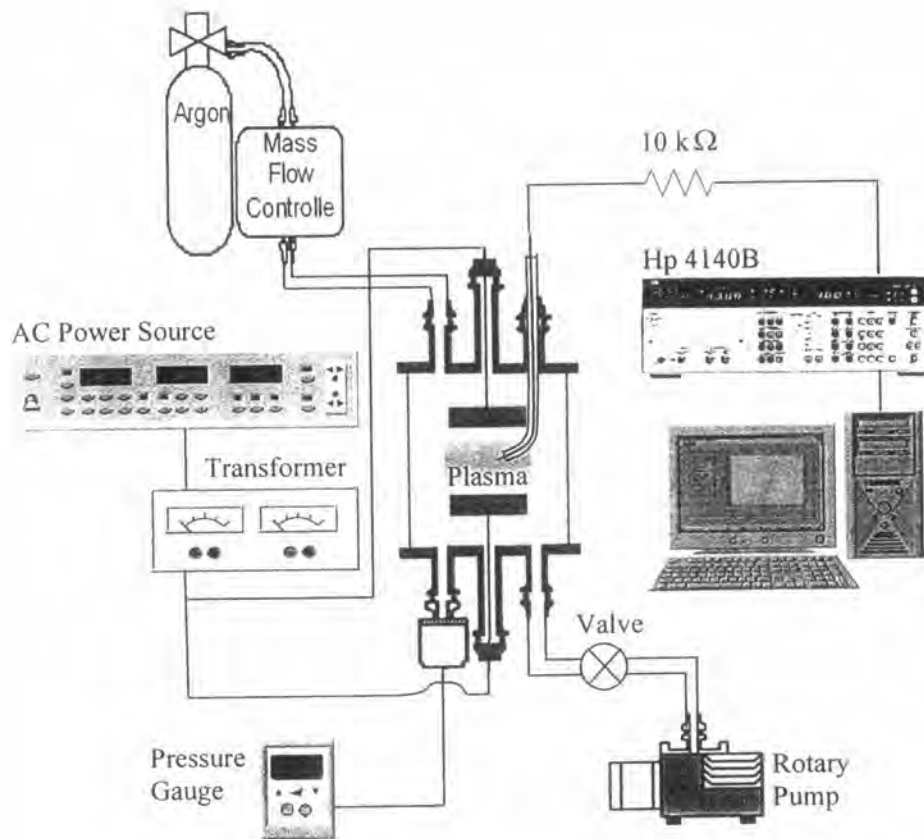 Argon
Mass
Flow
Controlle
10 kΩ
Hp 4140B
AC Power Source
Transformer
Plasma
Valve
Pressure
Gauge
Rotary
Pump